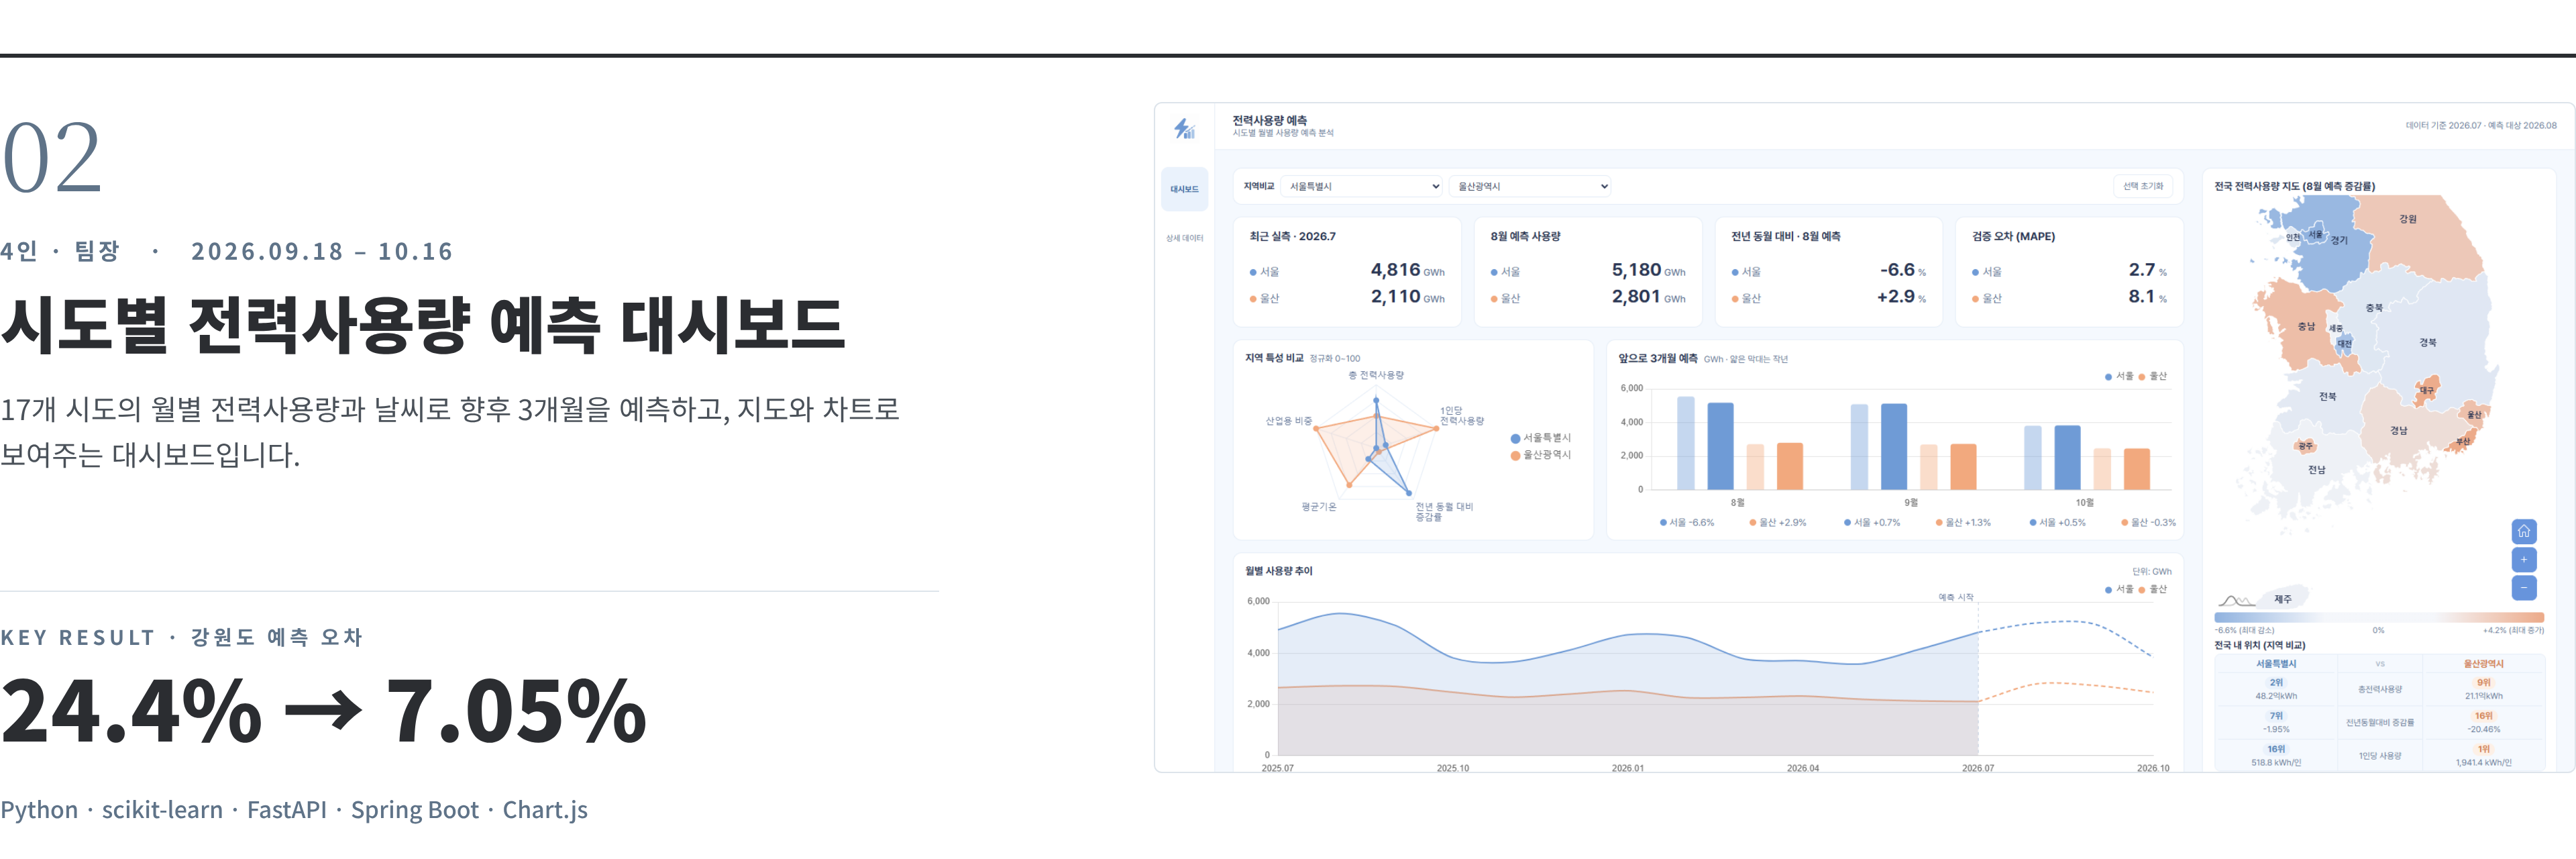 02
4인 · 팀장 · 2026.09.18 – 10.16
시도별 전력사용량 예측 대시보드
17개 시도의 월별 전력사용량과 날씨로 향후 3개월을 예측하고, 지도와 차트로
보여주는 대시보드입니다.
KEY RESULT · 강원도 예측 오차
24.4% → 7.05%
Python · scikit-learn · FastAPI · Spring Boot · Chart.js
전력사용량 예측
시도별 월별 사용량 예측 분석
데이터 기준 2026.07 · 예측 대상 2026.08
대시보드
상세 데이터
지역비교 서울특별시 울산광역시 선택 초기화
최근 실측 · 2026.7
서울 4,816 GWh
울산 2,110 GWh
8월 예측 사용량
서울 5,180 GWh
울산 2,801 GWh
전년 동월 대비 · 8월 예측
서울 -6.6 %
울산 +2.9 %
검증 오차 (MAPE)
서울 2.7 %
울산 8.1 %
지역 특성 비교 정규화 0~100
총 전력사용량
1인당
전력사용량
전년 동월 대비
증감률
평균기온
산업용 비중
서울특별시
울산광역시
앞으로 3개월 예측 GWh · 옅은 막대는 작년
서울 울산
6,000
4,000
2,000
0
8월 9월 10월
서울 -6.6% 울산 +2.9% 서울 +0.7% 울산 +1.3% 서울 +0.5% 울산 -0.3%
월별 사용량 추이
단위: GWh
서울 울산
예측 시작
6,000
4,000
2,000
0
2025.07 2025.10 2026.01 2026.04 2026.07 2026.10
전국 전력사용량 지도 (8월 예측 증감률)
강원
인천 서울 경기
충북
충남 세종
대전
경북
전북
대구
울산
경남
부산
광주
전남
제주
+
−
-6.6% (최대 감소) 0% +4.2% (최대 증가)
전국 내 위치 (지역 비교)
서울특별시 vs 울산광역시
2위 9위
48.2억kWh 총전력사용량 21.1억kWh
7위 16위
-1.95% 전년동월대비 증감률 -20.46%
16위 1위
518.8 kWh/인 1인당 사용량 1,941.4 kWh/인